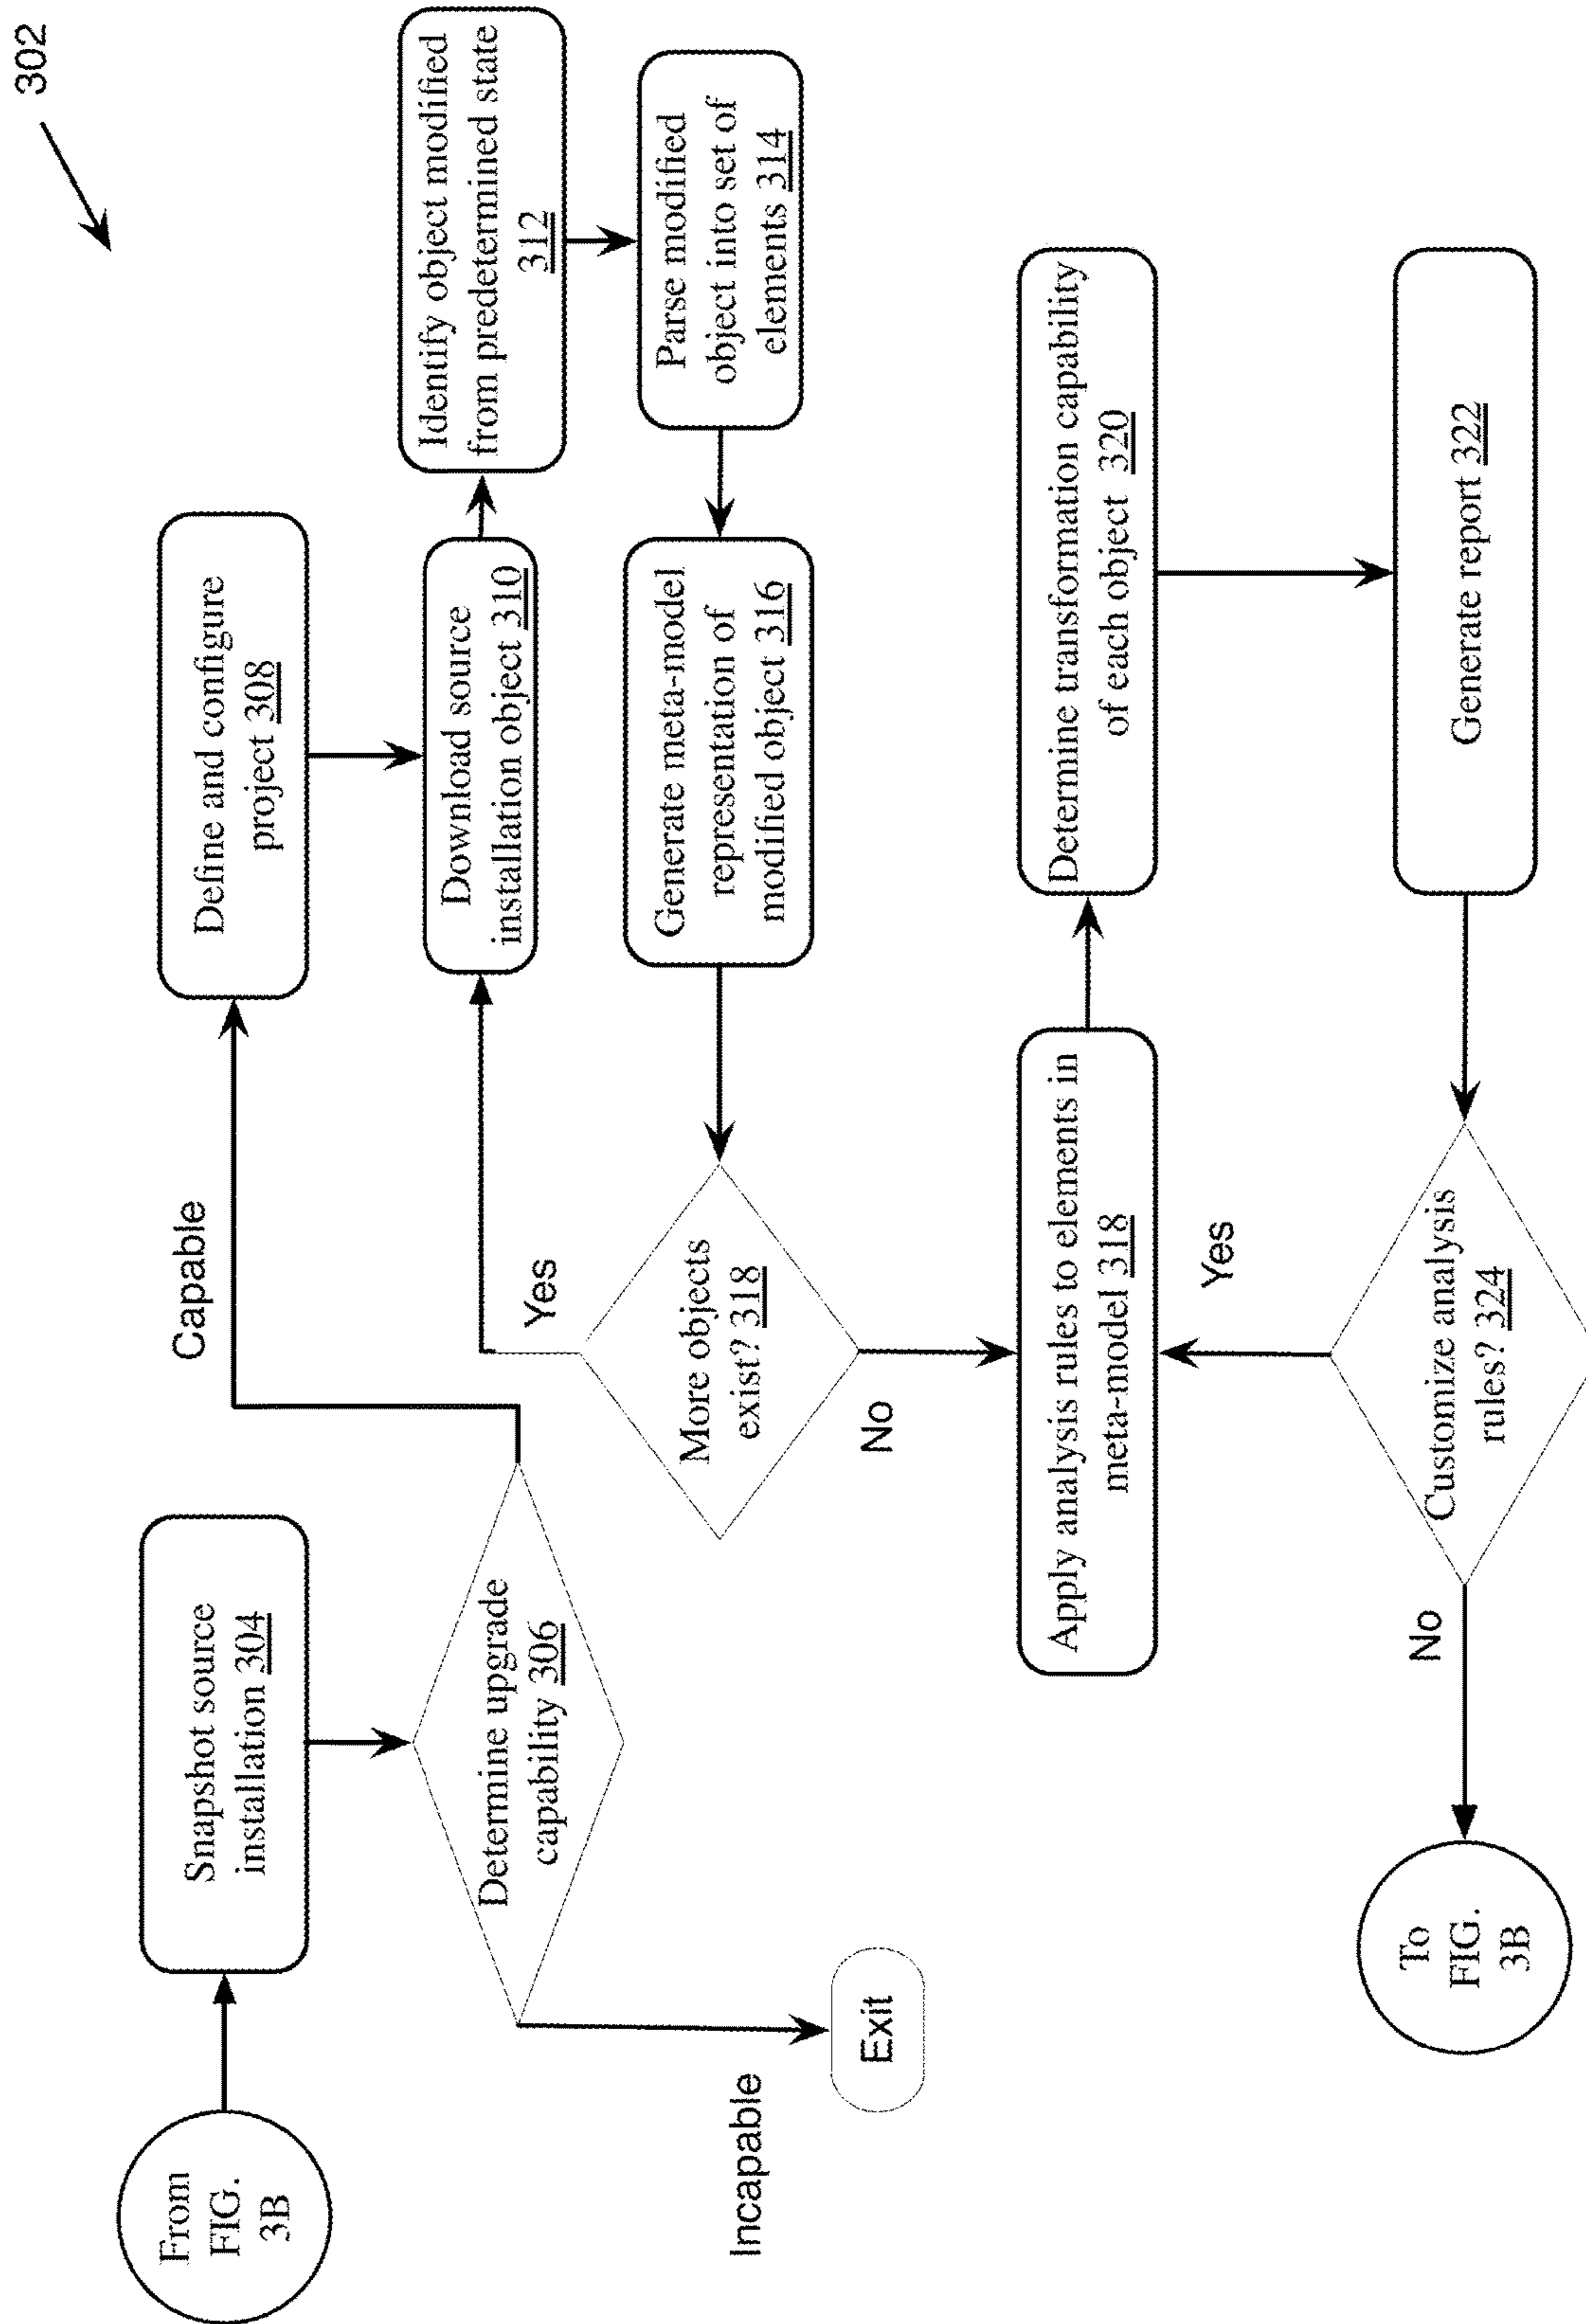 302
From
FIG.
3B
Snapshot source
installation 304
Determine upgrade
capability 306
Incapable
Exit
Capable
Define and configure
project 308
Download source
installation object 310
Identify object modified
from predetermined state
312
Parse modified
object into set of
elements 314
Generate meta-model
representation of
modified object 316
More objects
exist? 318
Yes
No
Apply analysis rules to elements in
meta-model 318
Determine transformation capability
of each object 320
Generate report 322
Customize analysis
rules? 324
Yes
No
To
FIG.
3B